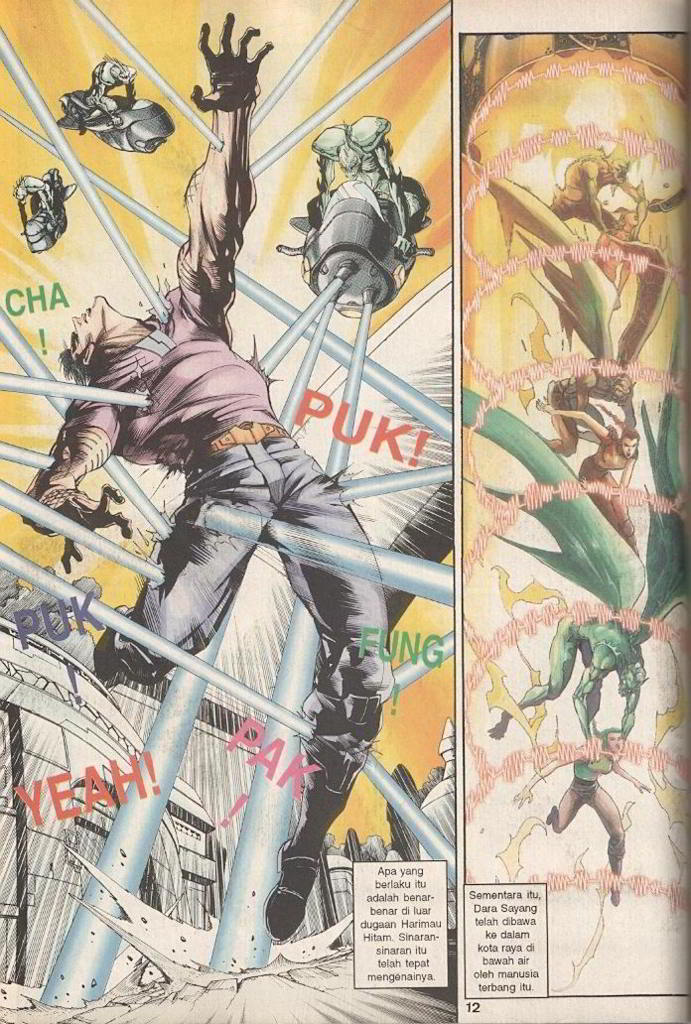 CHA
!
PUK!
PUK
!
FUNG
!
PAK
!
YEAH!
Apa yang
berlaku itu
adalah benar-
benar di luar
dugaan Harimau
Hitam. Sinaran-
sinaran itu
telah tepat
mengenainya.
Sementara itu,
Dara Sayang
telah dibawa
ke dalam
kota raya di
bawah air
oleh manusia
terbang itu.
12